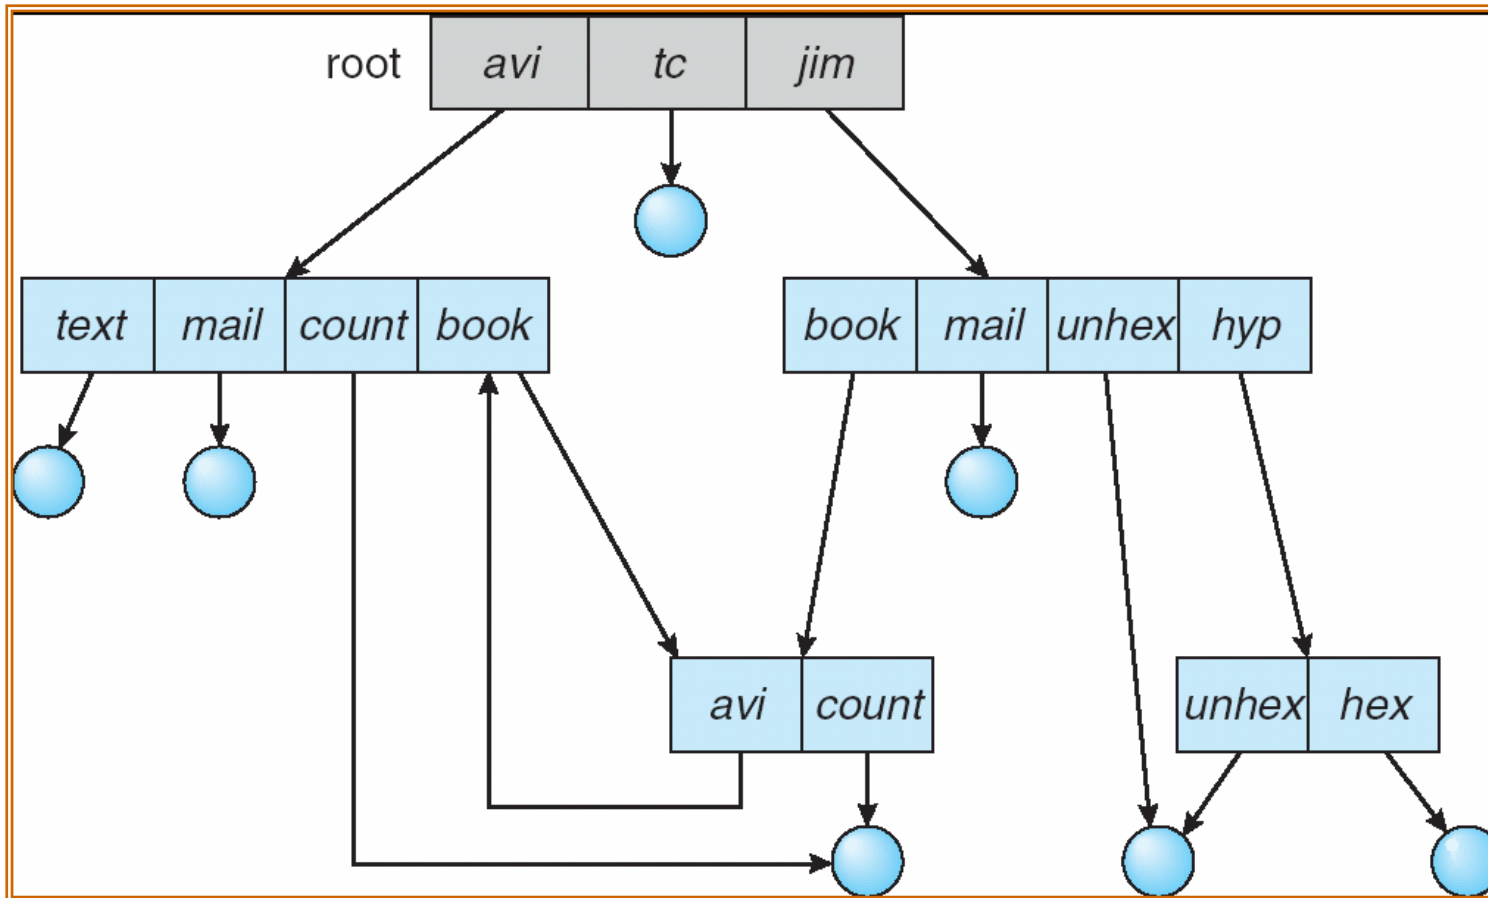 root avi tc jim
text mail count book
book mail unhex hyp
avi count
unhex hex